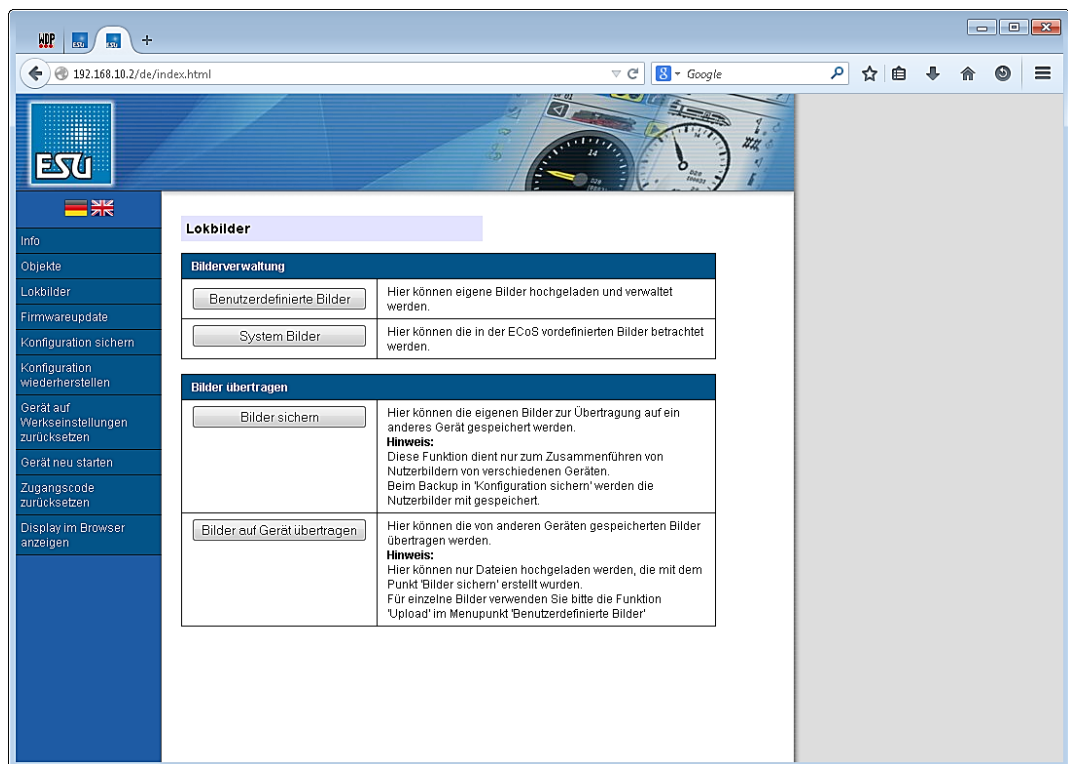 WDP
192.168.10.2/de/index.html
Google
ESU
Info
Objekte
Lokbilder
Firmwareupdate
Konfiguration sichern
Konfiguration
wiederherstellen
Gerät auf
Werkseinstellungen
zurücksetzen
Gerät neu starten
Zugangscode
zurücksetzen
Display im Browser
anzeigen
Lokbilder
Bilderverwaltung
Benutzerdefinierte Bilder
Hier können eigene Bilder hochgeladen und verwaltet
werden.
System Bilder
Hier können die in der ECoS vordefinierten Bilder betrachtet
werden.
Bilder übertragen
Bilder sichern
Hier können die eigenen Bilder zur Übertragung auf ein
anderes Gerät gespeichert werden.
Hinweis:
Diese Funktion dient nur zum Zusammenführen von
Nutzerbildern von verschiedenen Geräten.
Beim Backup in 'Konfiguration sichern' werden die
Nutzerbilder mit gespeichert.
Bilder auf Gerät übertragen
Hier können die von anderen Geräten gespeicherten Bilder
übertragen werden.
Hinweis:
Hier können nur Dateien hochgeladen werden, die mit dem
Punkt 'Bilder sichern' erstellt wurden.
Für einzelne Bilder verwenden Sie bitte die Funktion
'Upload' im Menupunkt 'Benutzerdefinierte Bilder'